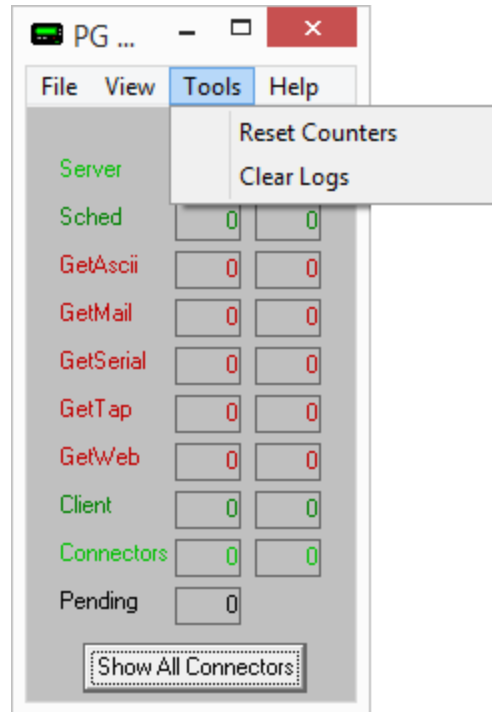 PG ...
File View Tools Help
Reset Counters
Server
Clear Logs
Sched 0 0
GetAscii 0 0
GetMail 0 0
GetSerial 0 0
GetTap 0 0
GetWeb 0 0
Client 0 0
Connectors 0 0
Pending 0
Show All Connectors